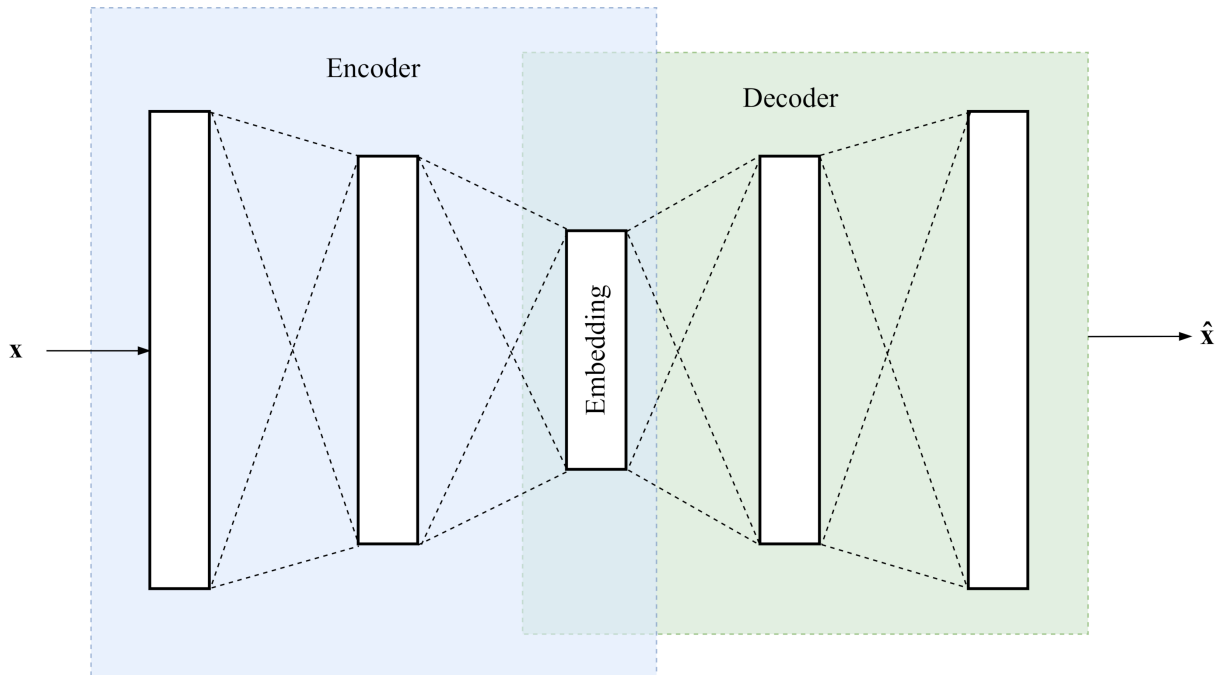 Encoder
Decoder
Embedding
x
x̂